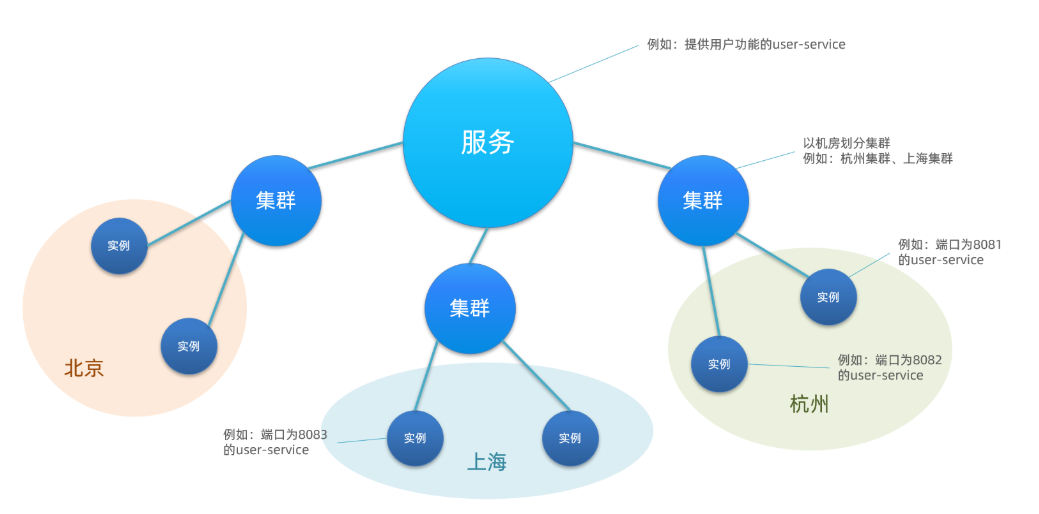 例如：提供用户功能的user-service
服务
以机房划分集群
例如：杭州集群、上海集群
集群
集群
实例
例如：端口为8081
的user-service
实例
集群
实例
实例
例如：端口为8082
的user-service
北京
实例
杭州
例如：端口为8083
的user-service
实例
实例
上海